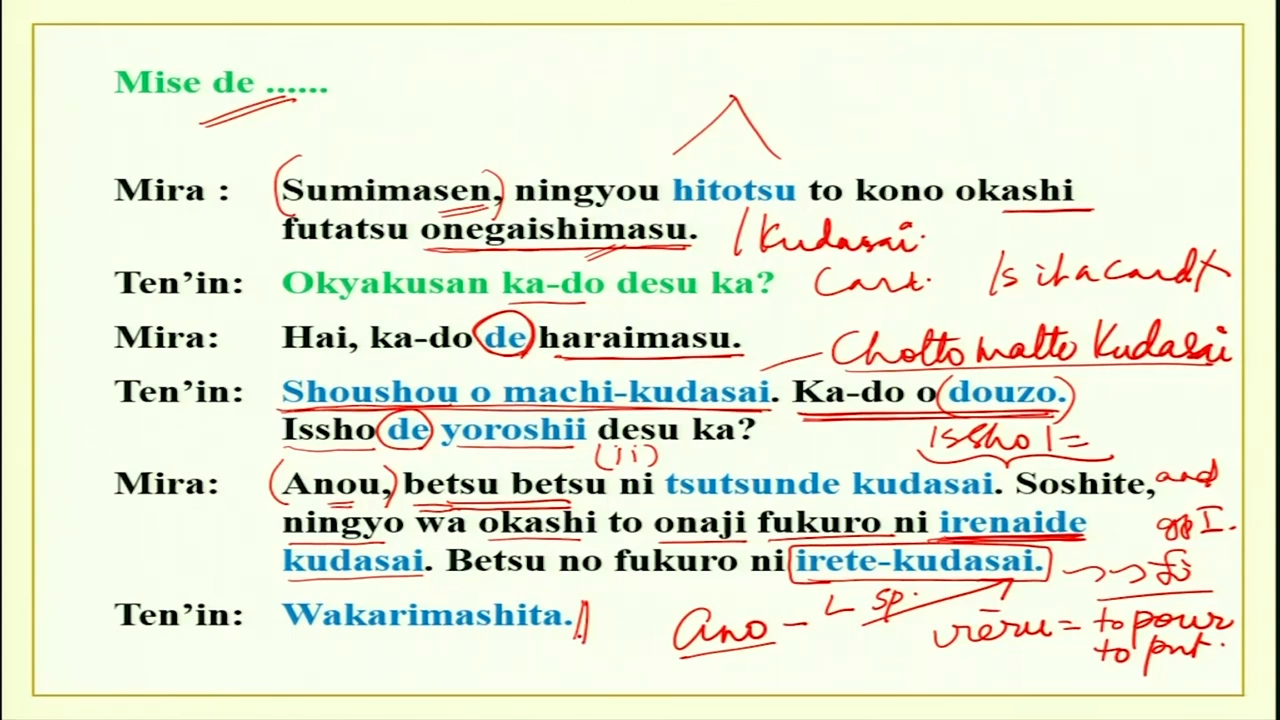 Mise de ......
Mira : Sumimasen, ningyou hitotsu to kono okashi
futatsu onegaishimasu. / Kudasai.
Ten'in: Okyakusan ka-do desu ka? Card. Is it a card?
Mira: Hai, ka-do de haraimasu.
Chotto matte Kudasai
Ten'in: Shoushou o machi-kudasai. Ka-do o douzo.
Issho de yoroshii desu ka? issho 1=
(ii)
Mira: Anou, betsu betsu ni tsutsunde kudasai. Soshite, and
ningyo wa okashi to onaji fukuro ni irenaide gp I.
kudasai. Betsu no fukuro ni irete-kudasai.
Ten'in: Wakarimashita.
Ano - sp. irēru = to pour
to put.